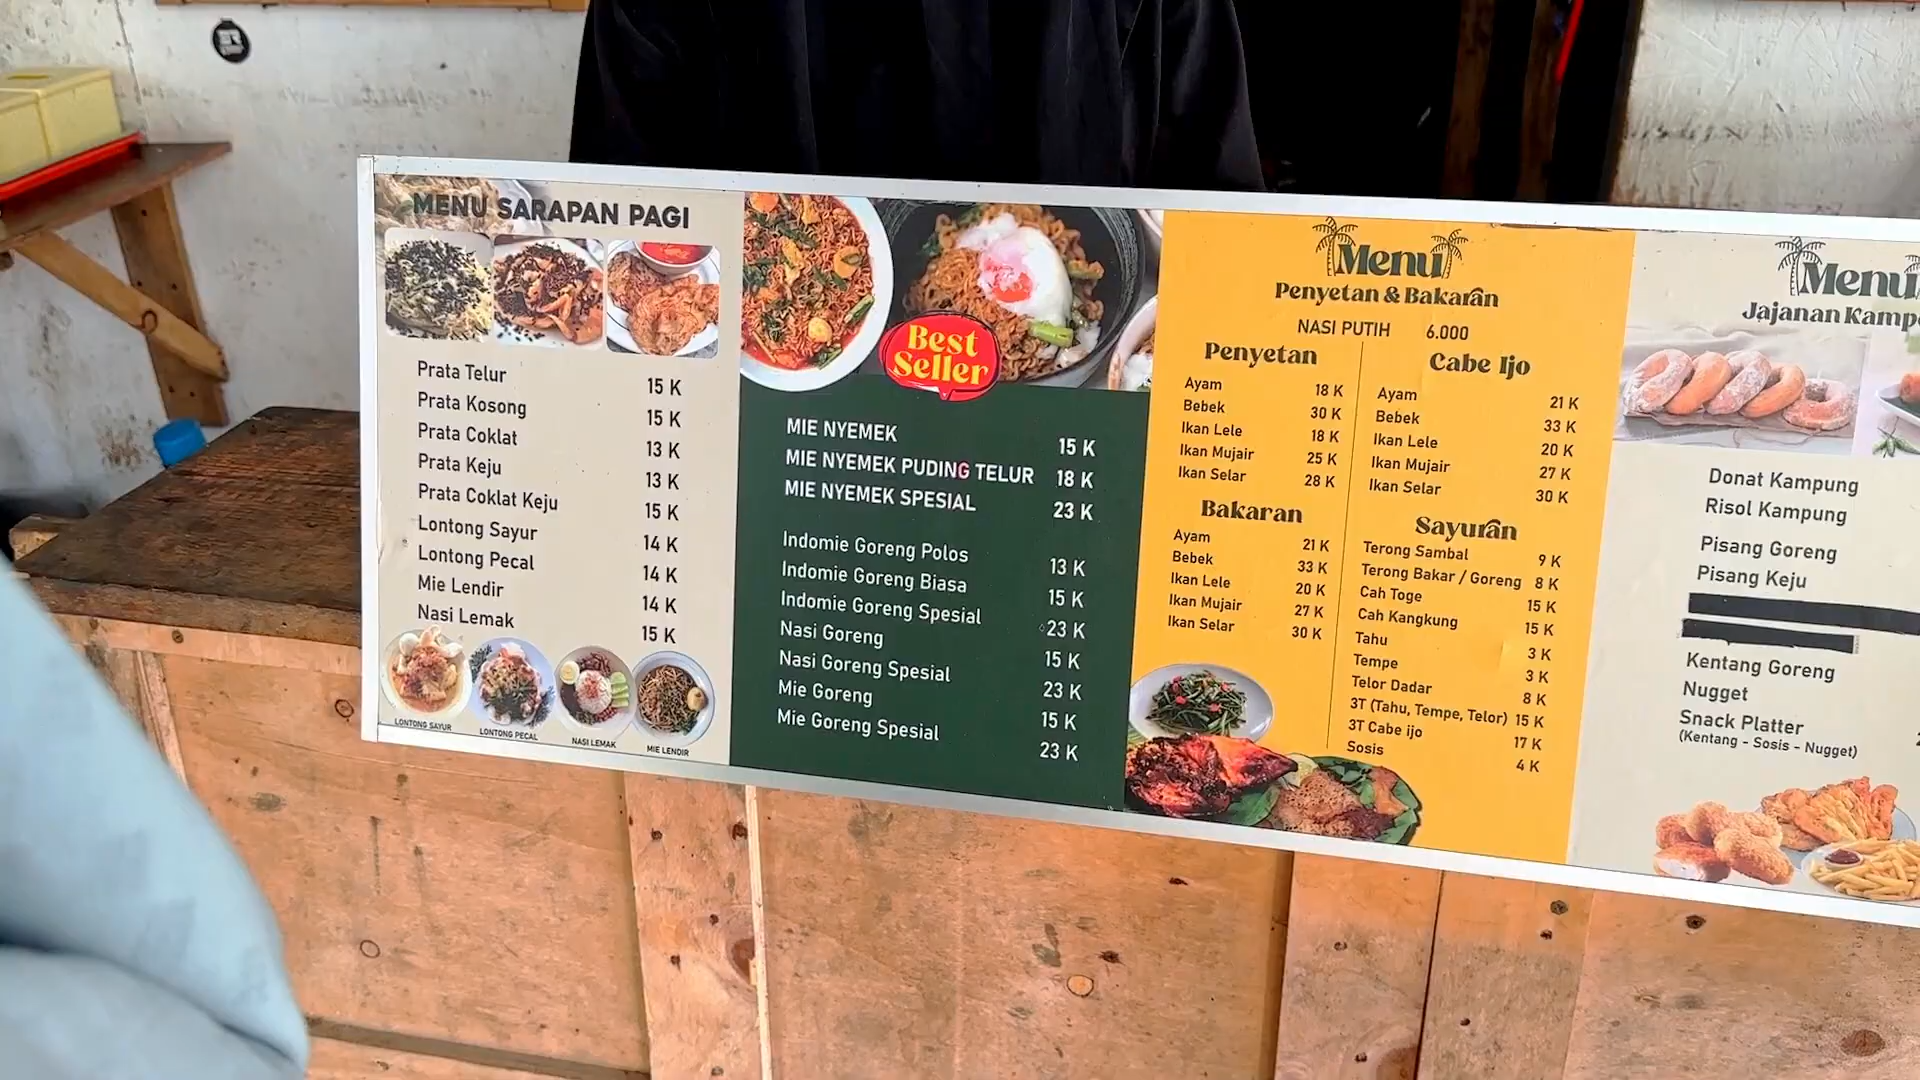 MENU SARAPAN PAGI
Prata Telur 15 K
Prata Kosong 15 K
Prata Coklat 13 K
Prata Keju 13 K
Prata Coklat Keju 15 K
Lontong Sayur 14 K
Lontong Pecal 14 K
Mie Lendir 14 K
Nasi Lemak 15 K
LONTONG SAYUR
LONTONG PECAL
NASI LEMAK
MIE LENDIR
Best
Seller
MIE NYEMEK 15 K
MIE NYEMEK PUDING TELUR 18 K
MIE NYEMEK SPESIAL 23 K
Indomie Goreng Polos 13 K
Indomie Goreng Biasa 15 K
Indomie Goreng Spesial 23 K
Nasi Goreng 15 K
Nasi Goreng Spesial 23 K
Mie Goreng 15 K
Mie Goreng Spesial 23 K
Menu
Penyetan & Bakaran
NASI PUTIH 6.000
Penyetan
Ayam 18 K
Bebek 30 K
Ikan Lele 18 K
Ikan Mujair 25 K
Ikan Selar 28 K
Bakaran
Ayam 21 K
Bebek 33 K
Ikan Lele 20 K
Ikan Mujair 27 K
Ikan Selar 30 K
Cabe Ijo
Ayam 21 K
Bebek 33 K
Ikan Lele 20 K
Ikan Mujair 27 K
Ikan Selar 30 K
Sayuran
Terong Sambal 9 K
Terong Bakar / Goreng 8 K
Cah Toge 15 K
Cah Kangkung 15 K
Tahu 3 K
Tempe 3 K
Telor Dadar 8 K
3T (Tahu, Tempe, Telor) 15 K
3T Cabe ijo 17 K
Sosis 4 K
Menu
Jajanan
Donat Kampung
Risol Kampung
Pisang Goreng
Pisang Keju
Kentang Goreng
Nugget
Snack Platter
(Kentang - Sosis - Nugget)